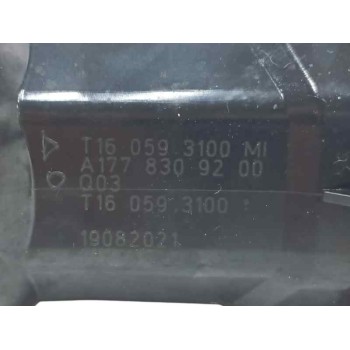 T16 059 3100 MI
A177 830 92 00
Q03
T16 059 3100
19082021